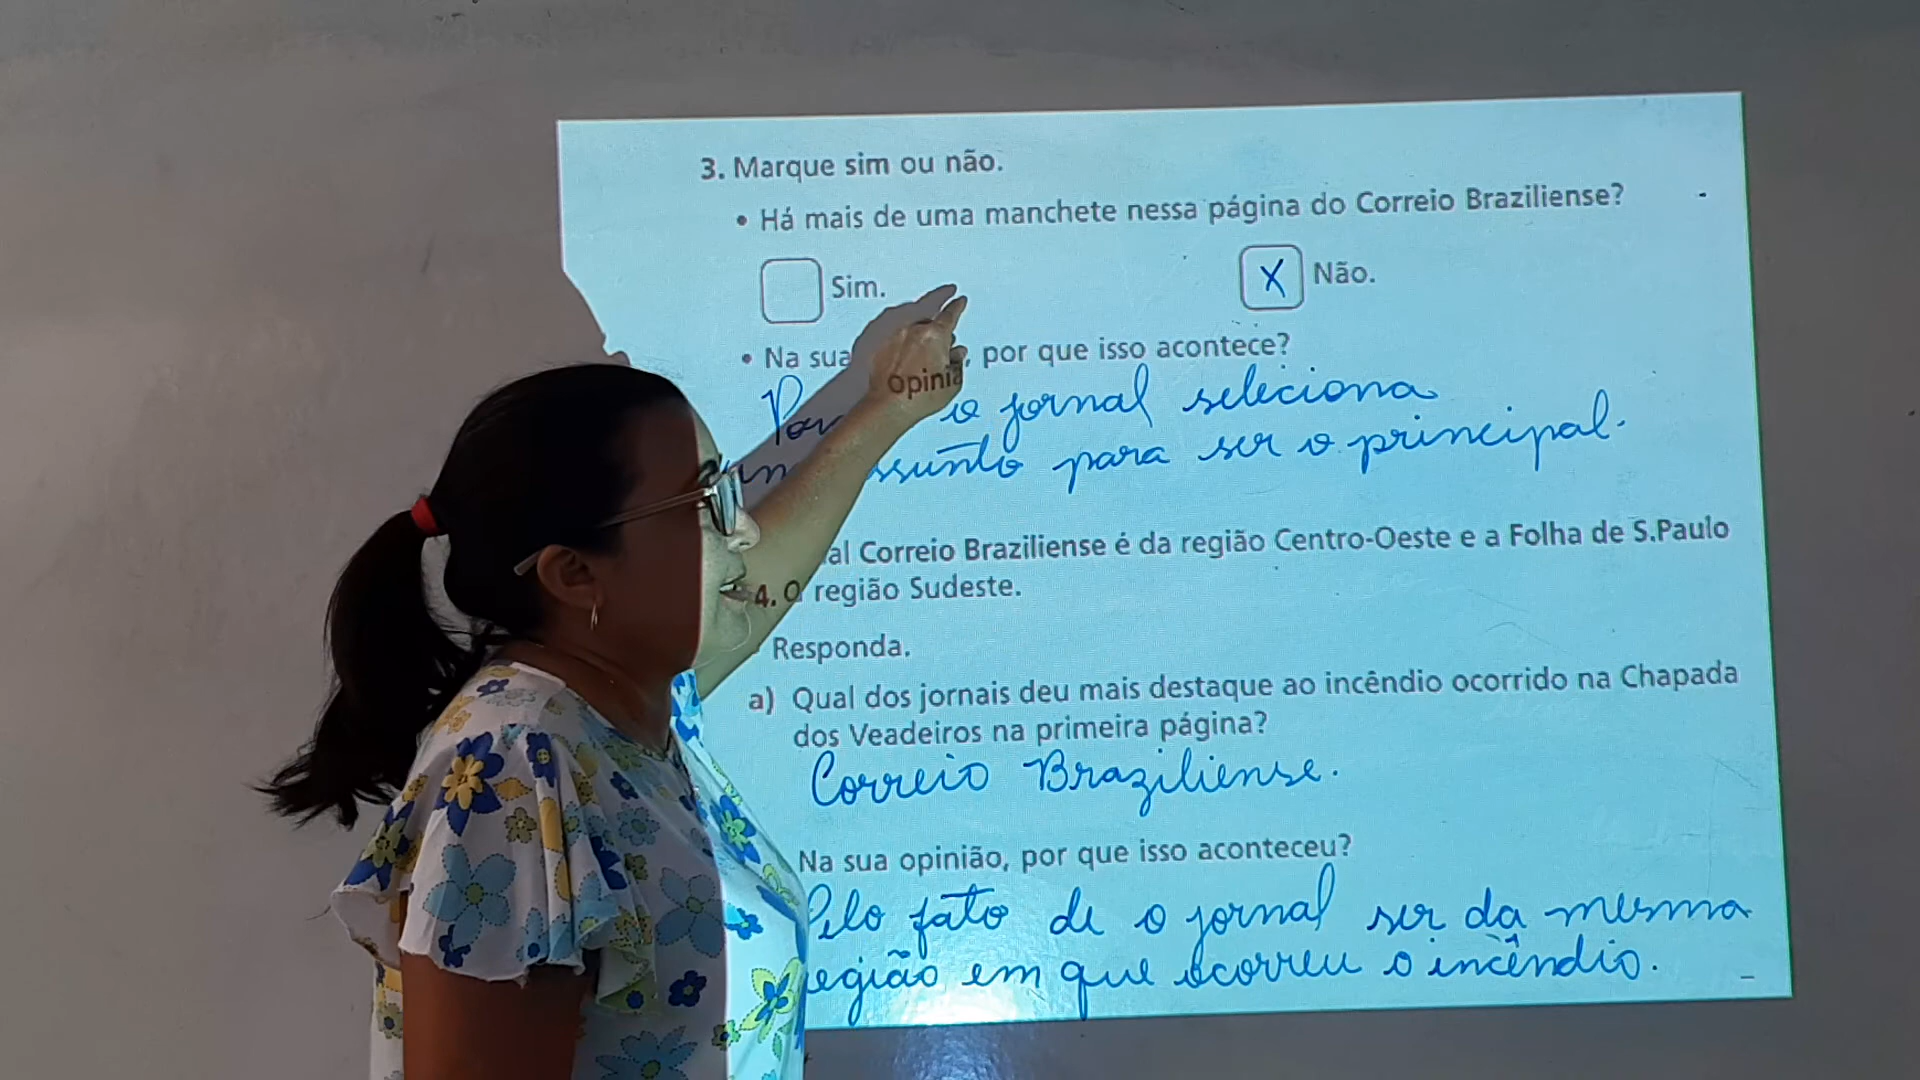 3. Marque sim ou não.
• Há mais de uma manchete nessa página do Correio Braziliense?
Sim.
X Não.
• Na sua opiniã , por que isso acontece?
o jornal seleciona
para ser o principal.
4. O al Correio Braziliense é da região Centro-Oeste e a Folha de S.Paulo
região Sudeste.
Responda.
a) Qual dos jornais deu mais destaque ao incêndio ocorrido na Chapada
dos Veadeiros na primeira página?
Correio Braziliense.
Na sua opinião, por que isso aconteceu?
Pelo fato de o jornal ser da mesma
egião em que ocorreu o incêndio.